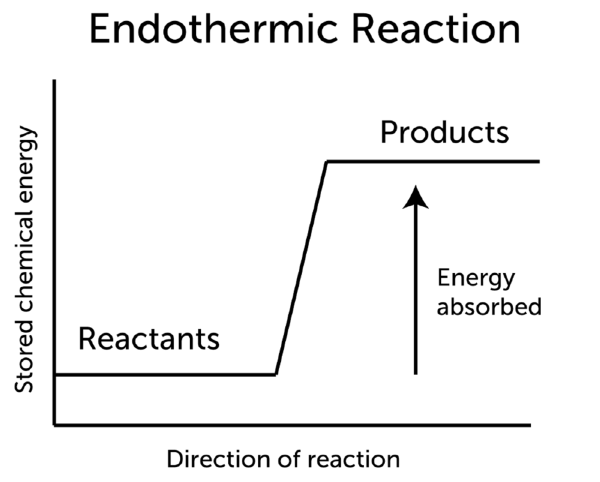 Endothermic Reaction
Stored chemical energy
Products
Energy
absorbed
Reactants
Direction of reaction